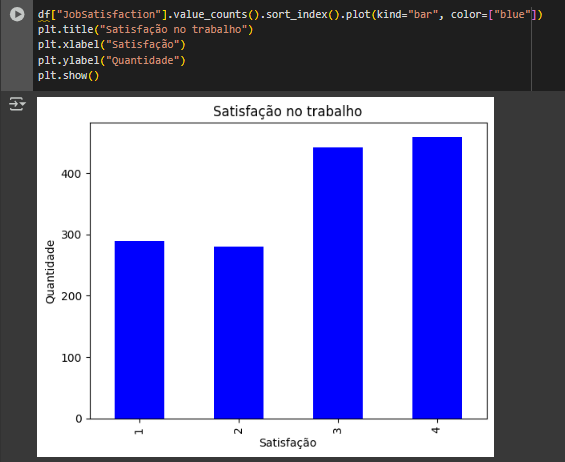 df["JobSatisfaction"].value_counts().sort_index().plot(kind="bar", color=["blue"])
plt.title("Satisfação no trabalho")
plt.xlabel("Satisfação")
plt.ylabel("Quantidade")
plt.show()
Satisfação no trabalho
400
300
200
100
0
Quantidade
1 2 3 4
Satisfação